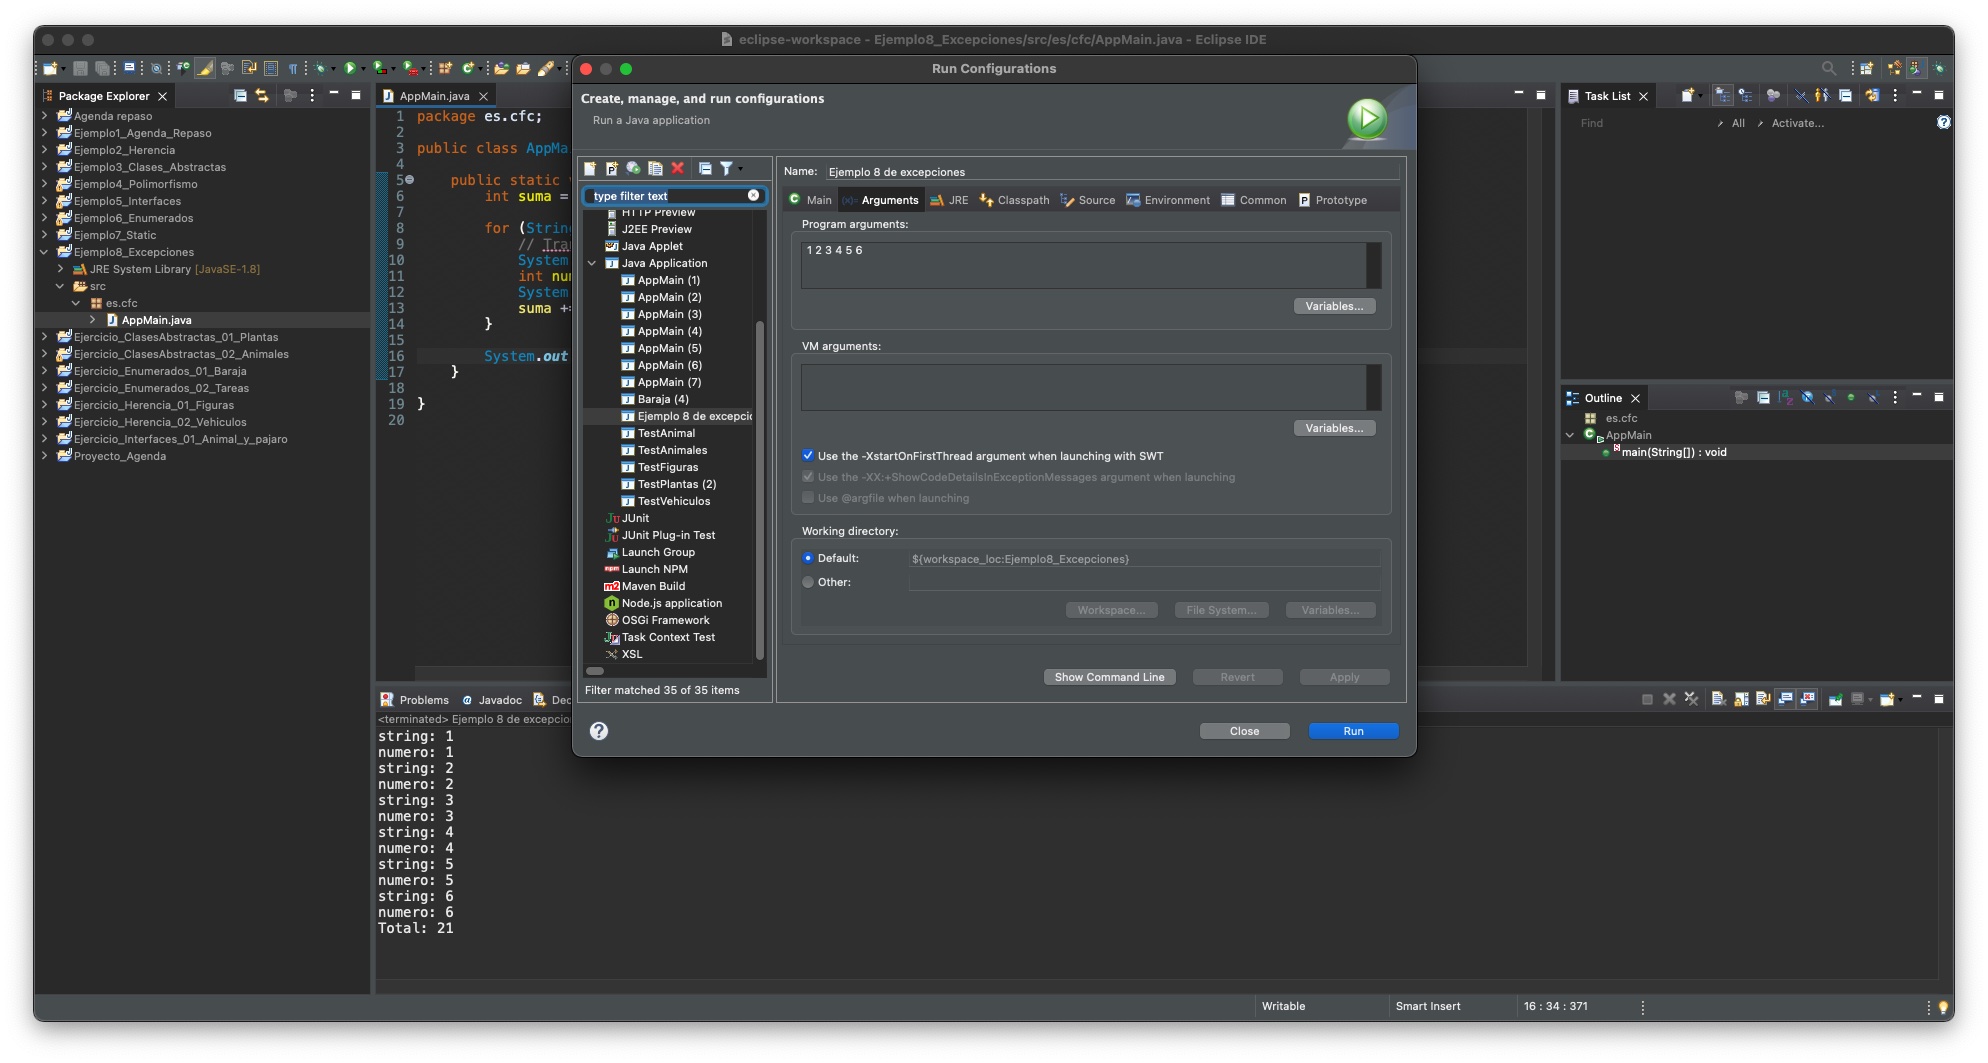 eclipse-workspace - Ejemplo8_Excepciones/src/es/cfc/AppMain.java - Eclipse IDE
Package Explorer
Agenda repaso
Ejemplo1_Agenda_Repaso
Ejemplo2_Herencia
Ejemplo3_Clases_Abstractas
Ejemplo4_Polimorfismo
Ejemplo5_Interfaces
Ejemplo6_Enumerados
Ejemplo7_Static
Ejemplo8_Excepciones
JRE System Library [JavaSE-1.8]
src
es.cfc
AppMain.java
Ejercicio_ClasesAbstractas_01_Plantas
Ejercicio_ClasesAbstractas_02_Animales
Ejercicio_Enumerados_01_Baraja
Ejercicio_Enumerados_02_Tareas
Ejercicio_Herencia_01_Figuras
Ejercicio_Herencia_02_Vehiculos
Ejercicio_Interfaces_01_Animal_y_pajaro
Proyecto_Agenda
AppMain.java
1 package es.cfc;
2
3 public class AppMa
4
5 public static
6 int suma =
7
8 for (String
9 // Tra
10 System
11 int num
12 System
13 suma +=
14 }
15
16 System.out
17 }
18
19 }
20
Run Configurations
Create, manage, and run configurations
Run a Java application
type filter text
HTTP Preview
J2EE Preview
Java Applet
Java Application
AppMain (1)
AppMain (2)
AppMain (3)
AppMain (4)
AppMain (5)
AppMain (6)
AppMain (7)
Baraja (4)
Ejemplo 8 de excepcio
TestAnimal
TestAnimales
TestFiguras
TestPlantas (2)
TestVehiculos
JUnit
JUnit Plug-in Test
Launch Group
Launch NPM
Maven Build
Node.js application
OSGi Framework
Task Context Test
XSL
Filter matched 35 of 35 items
Name: Ejemplo 8 de excepciones
Main Arguments JRE Classpath Source Environment Common Prototype
Program arguments:
1 2 3 4 5 6
Variables...
VM arguments:
Variables...
Use the -XstartOnFirstThread argument when launching with SWT
Use the -XX:+ShowCodeDetailsInExceptionMessages argument when launching
Use @argfile when launching
Working directory:
Default: ${workspace_loc:Ejemplo8_Excepciones}
Other:
Workspace... File System... Variables...
Show Command Line Revert Apply
Close Run
Task List
Find All Activate...
Outline
es.cfc
AppMain
main(String[]) : void
Problems Javadoc Dec
<terminated> Ejemplo 8 de excepcion
string: 1
numero: 1
string: 2
numero: 2
string: 3
numero: 3
string: 4
numero: 4
string: 5
numero: 5
string: 6
numero: 6
Total: 21
Writable Smart Insert 16 : 34 : 371